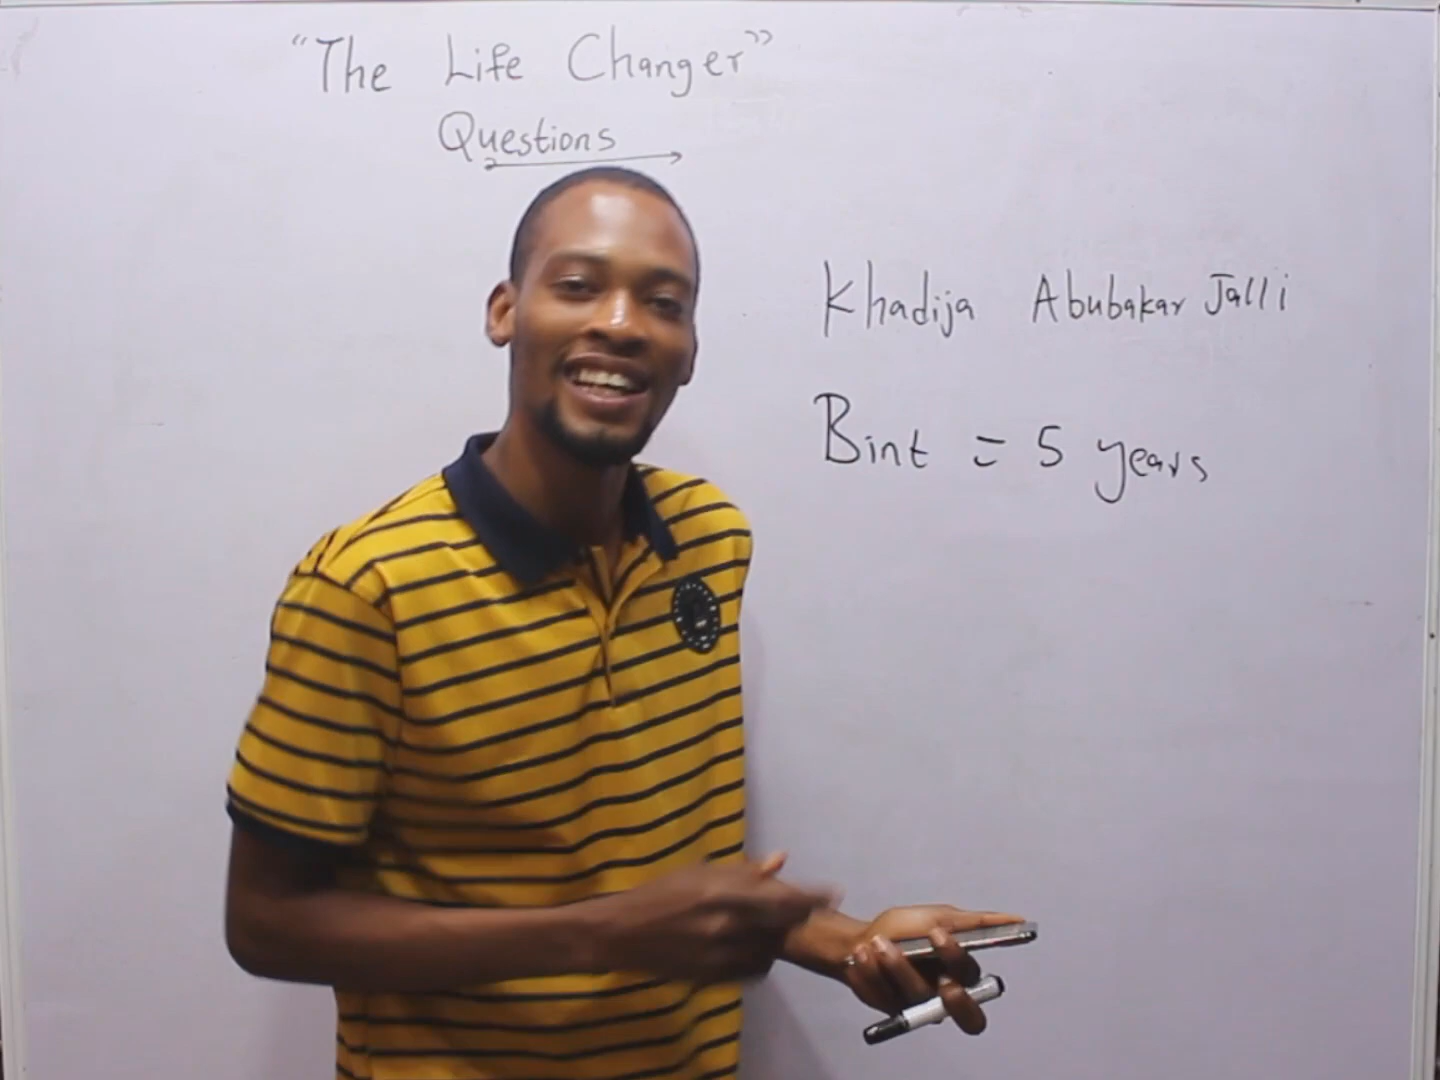 "The Life Changer"
Questions
Khadija Abubakar Jalli
Bint = 5 years